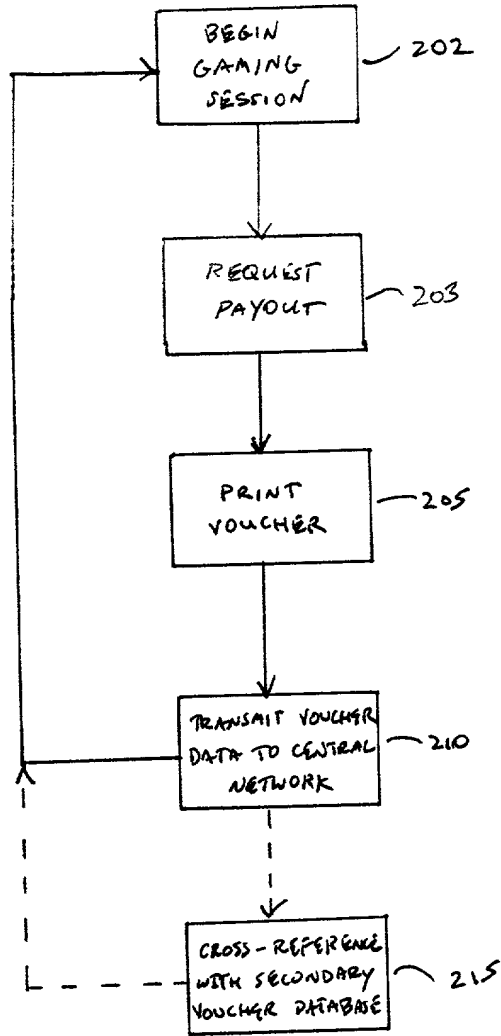 BEGIN
GAMING
SESSION
202
REQUEST
PAYOUT
203
PRINT
VOUCHER
205
TRANSMIT VOUCHER
DATA TO CENTRAL
NETWORK
210
CROSS-REFERENCE
WITH SECONDARY
VOUCHER DATABASE
215